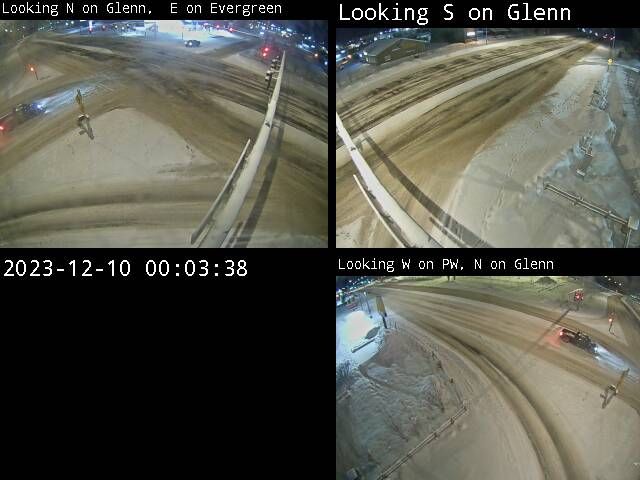 Looking N on Glenn,  E on Evergreen
Looking S on Glenn
2023-12-10 00:03:38
Looking W on PW, N on Glenn